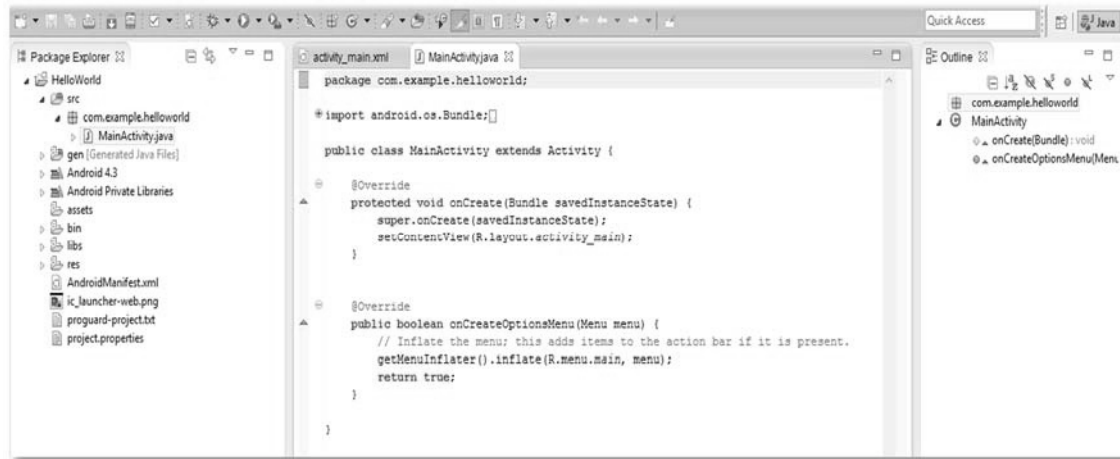 Quick Access
Java
Package Explorer
HelloWorld
src
com.example.helloworld
MainActivity.java
gen [Generated Java Files]
Android 4.3
Android Private Libraries
assets
bin
libs
res
AndroidManifest.xml
ic_launcher-web.png
proguard-project.txt
project.properties
activity_main.xml
MainActivity.java
package com.example.helloworld;
import android.os.Bundle;
public class MainActivity extends Activity {
@Override
protected void onCreate(Bundle savedInstanceState) {
super.onCreate(savedInstanceState);
setContentView(R.layout.activity_main);
}
@Override
public boolean onCreateOptionsMenu(Menu menu) {
// Inflate the menu; this adds items to the action bar if it is present.
getMenuInflater().inflate(R.menu.main, menu);
return true;
}
}
Outline
com.example.helloworld
MainActivity
onCreate(Bundle) : void
onCreateOptionsMenu(Menu